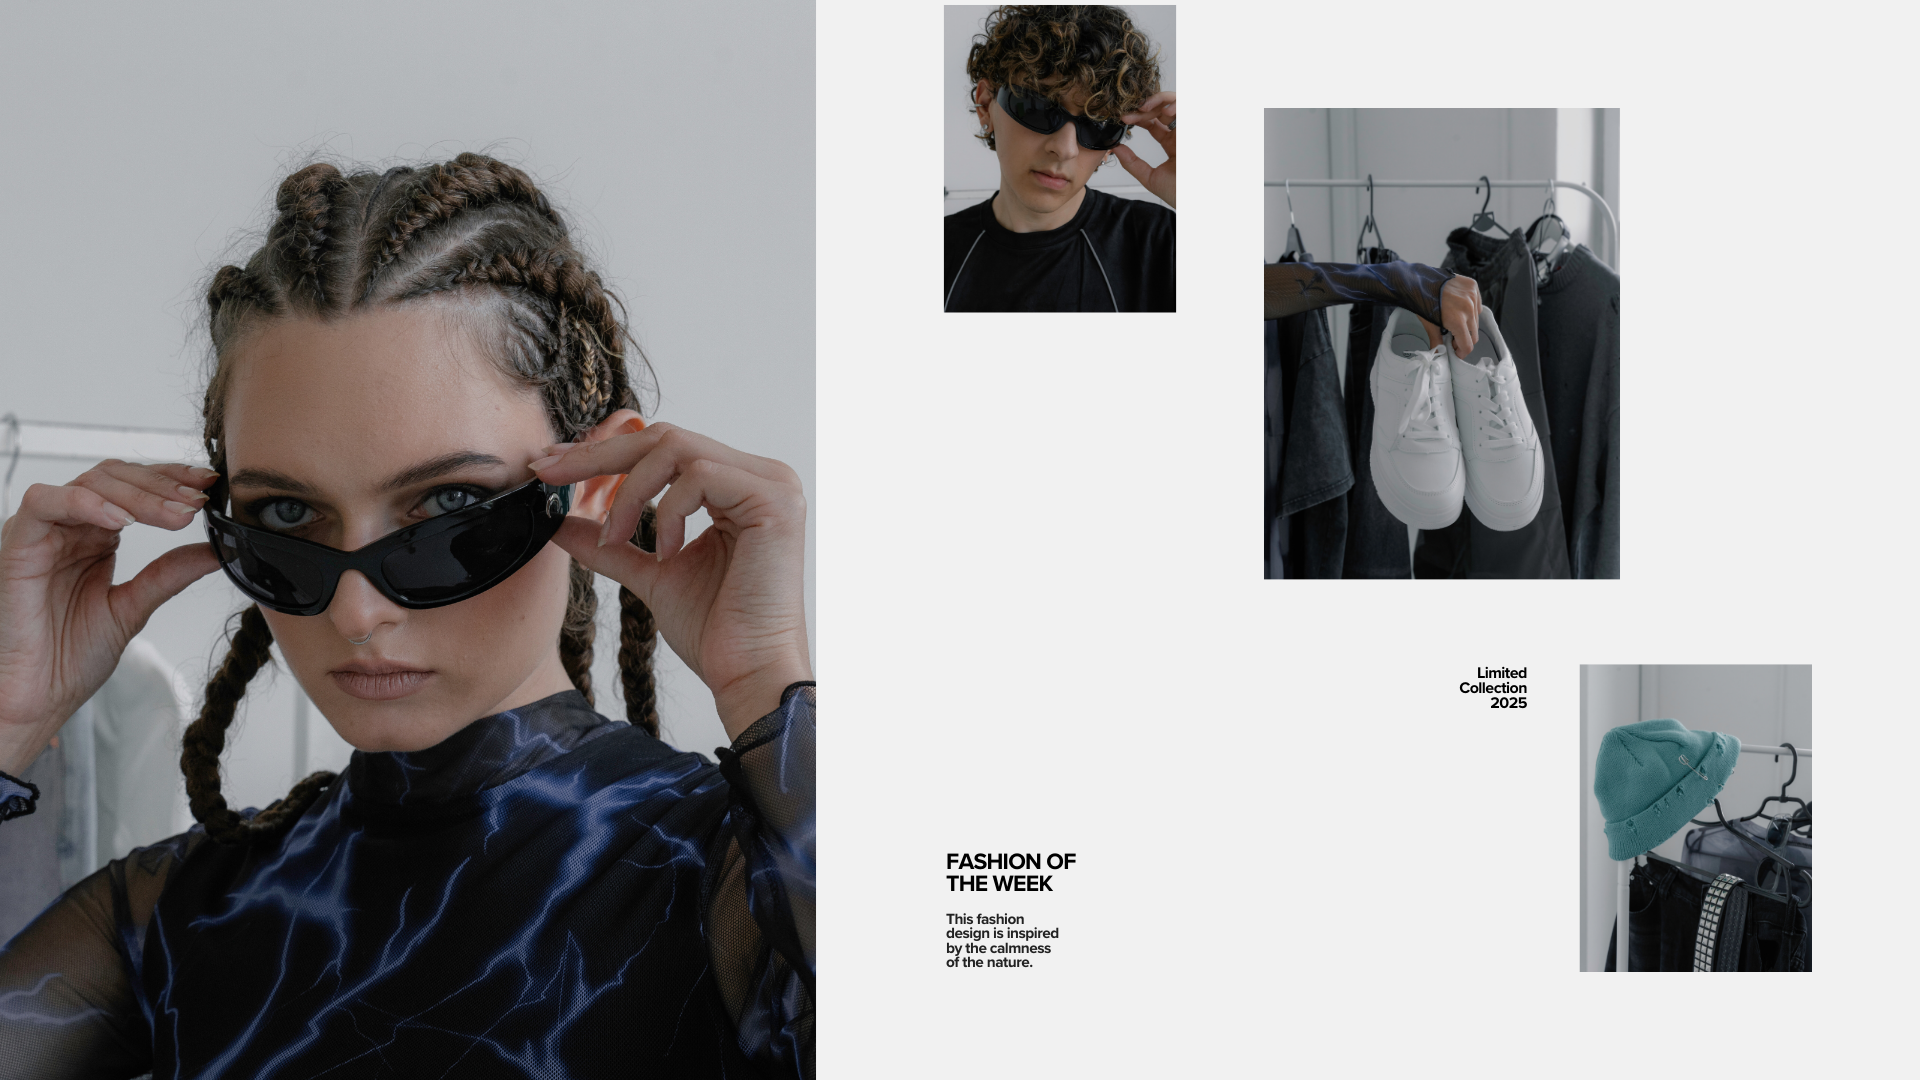 Limited
Collection
2025
FASHION OF
THE WEEK
This fashion
design is inspired
by the calmness
of the nature.